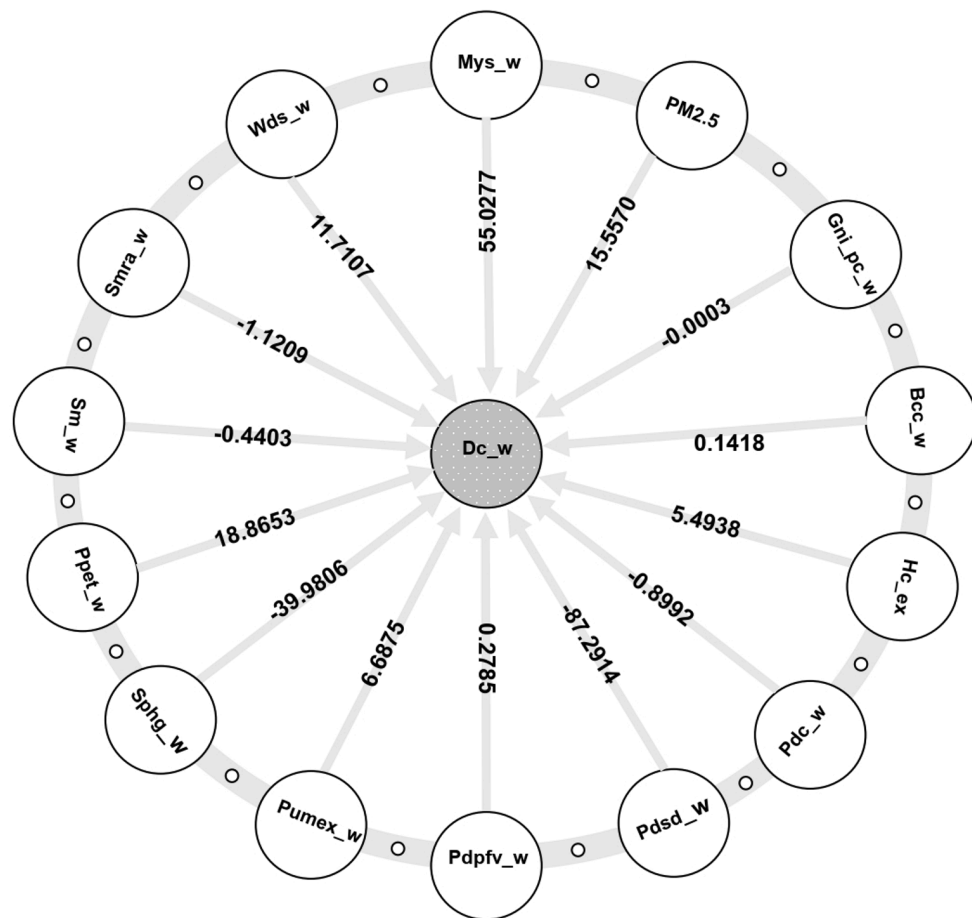 Mys_w
PM2.5
Wds_w
Gni_pc_w
Smra_w
11.7107
55.0277
15.5570
-0.0003
-1.1209
Sm_w
-0.4403
Dc_w
0.1418
Bcc_w
18.8653
5.4938
Ppet_w
Hc_ex
-39.9806
6.6875
0.2785
-87.2914
-0.8992
Sphg_w
Pdc_w
Pumex_w
Pdpfv_w
Pdsd_w